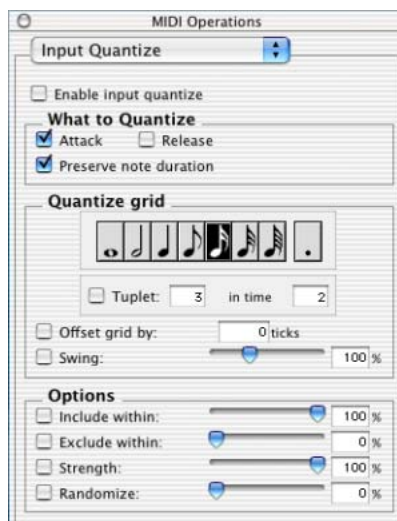 MIDI Operations
Input Quantize
Enable input quantize
What to Quantize
Attack Release
Preserve note duration
Quantize grid
Tuplet: 3 in time 2
Offset grid by: 0 ticks
Swing: 100 %
Options
Include within: 100 %
Exclude within: 0 %
Strength: 100 %
Randomize: 0 %